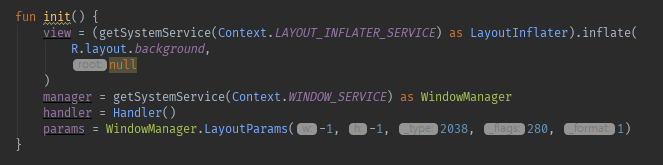 fun init() {
view = (getSystemService(Context.LAYOUT_INFLATER_SERVICE) as LayoutInflater).inflate(
R.layout.background,
root: null
)
manager = getSystemService(Context.WINDOW_SERVICE) as WindowManager
handler = Handler()
params = WindowManager.LayoutParams( w: -1, h: -1, _type: 2038, _flags: 280, _format: 1)
}